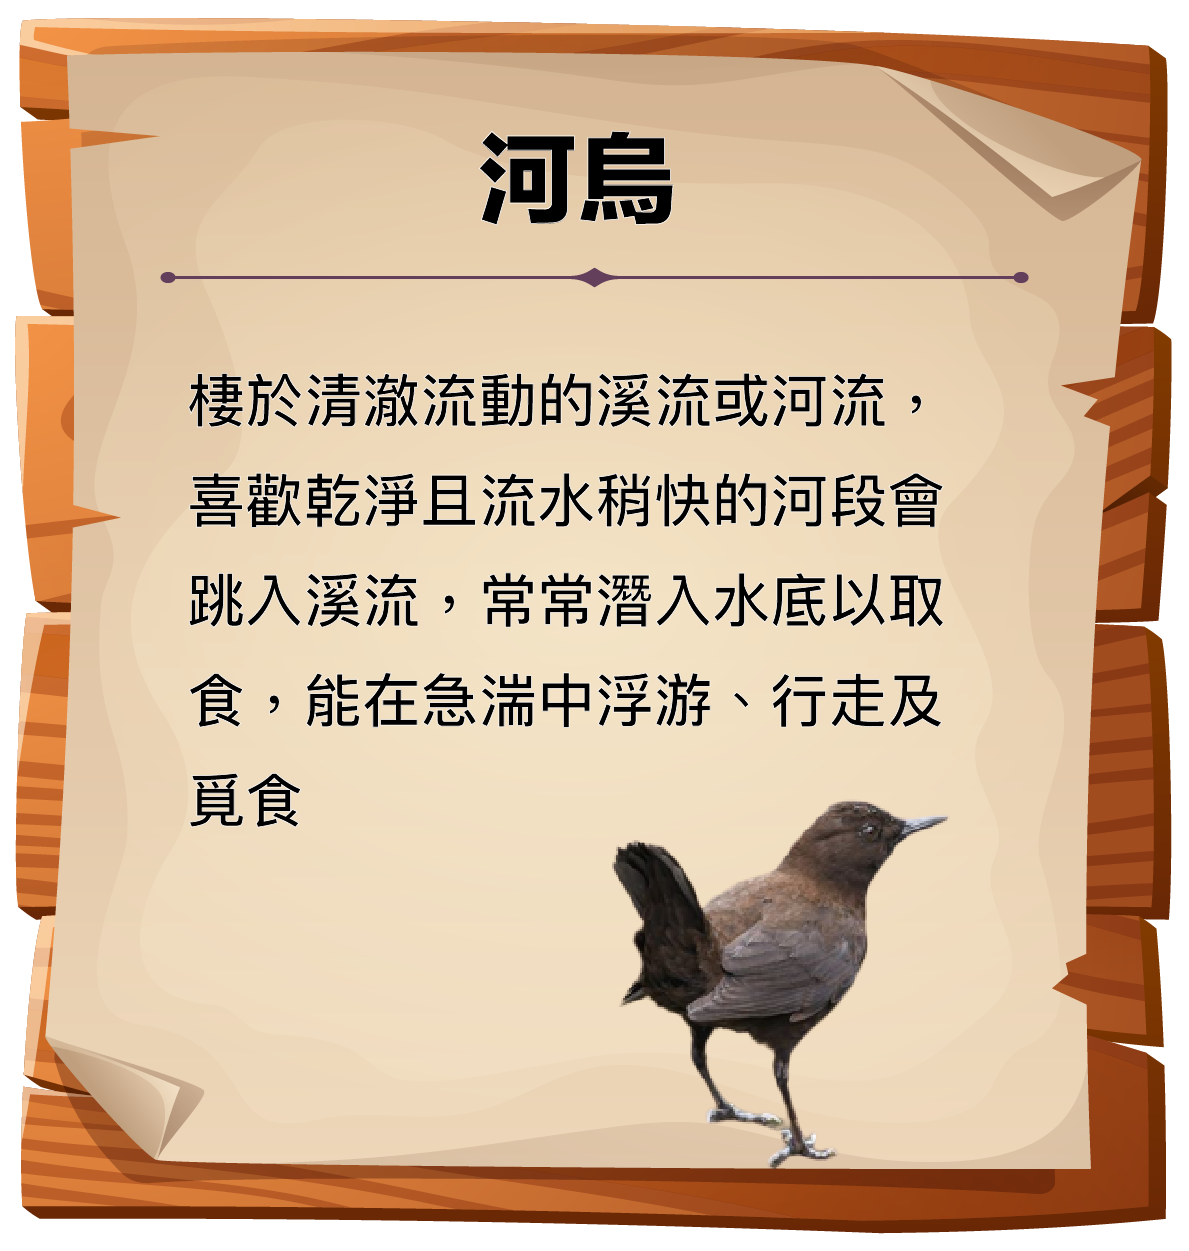 河烏
棲於清澈流動的溪流或河流，
喜歡乾淨且流水稍快的河段會
跳入溪流，常常潛入水底以取
食，能在急湍中浮游、行走及
覓食